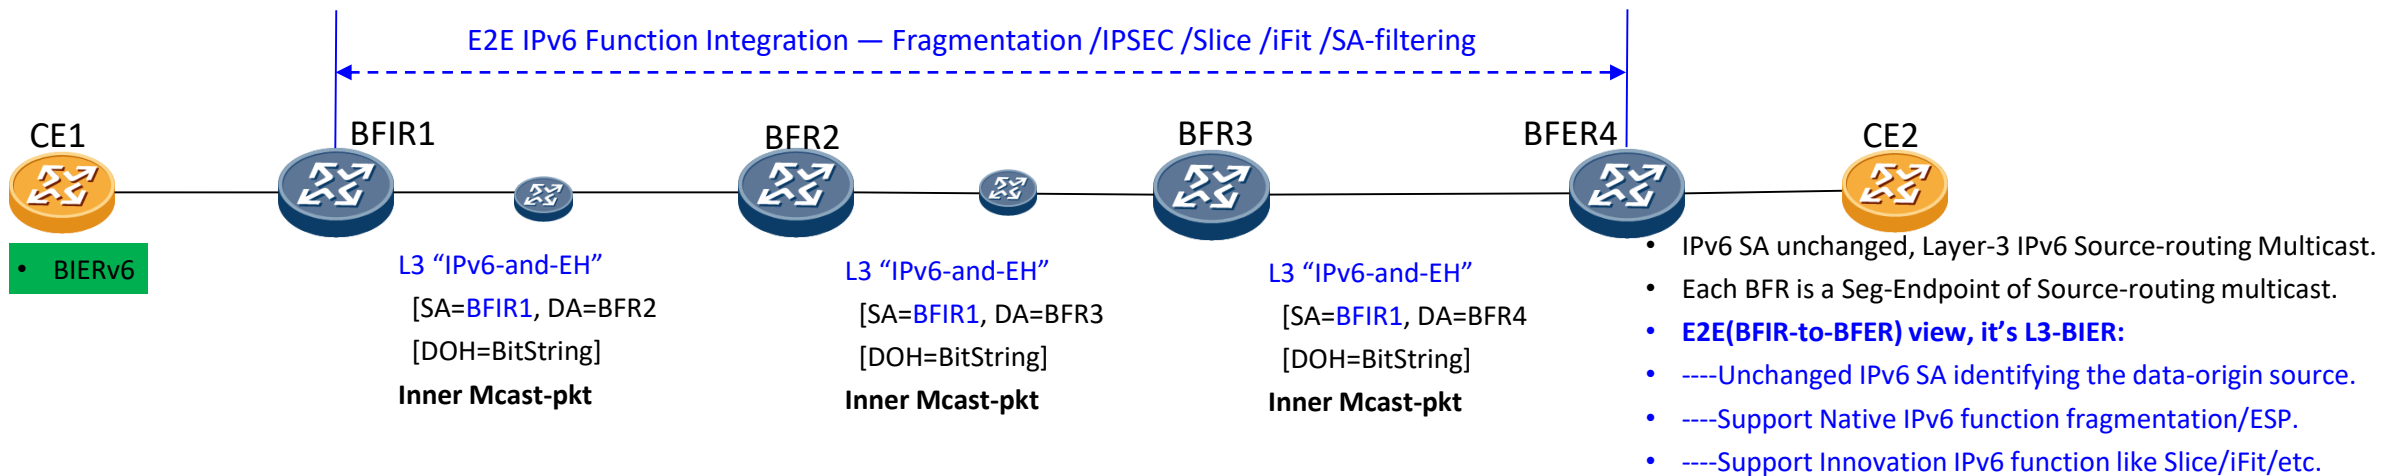 E2E IPv6 Function Integration — Fragmentation /IPSEC /Slice /iFit /SA-filtering
CE1
BFIR1
BFR2
BFR3
BFER4
CE2
• BIERv6
L3 “IPv6-and-EH”
[SA=BFIR1, DA=BFR2
[DOH=BitString]
Inner Mcast-pkt
L3 “IPv6-and-EH”
[SA=BFIR1, DA=BFR3
[DOH=BitString]
Inner Mcast-pkt
L3 “IPv6-and-EH”
[SA=BFIR1, DA=BFR4
[DOH=BitString]
Inner Mcast-pkt
• IPv6 SA unchanged, Layer-3 IPv6 Source-routing Multicast.
• Each BFR is a Seg-Endpoint of Source-routing multicast.
• E2E(BFIR-to-BFER) view, it’s L3-BIER:
• ----Unchanged IPv6 SA identifying the data-origin source.
• ----Support Native IPv6 function fragmentation/ESP.
• ----Support Innovation IPv6 function like Slice/iFit/etc.